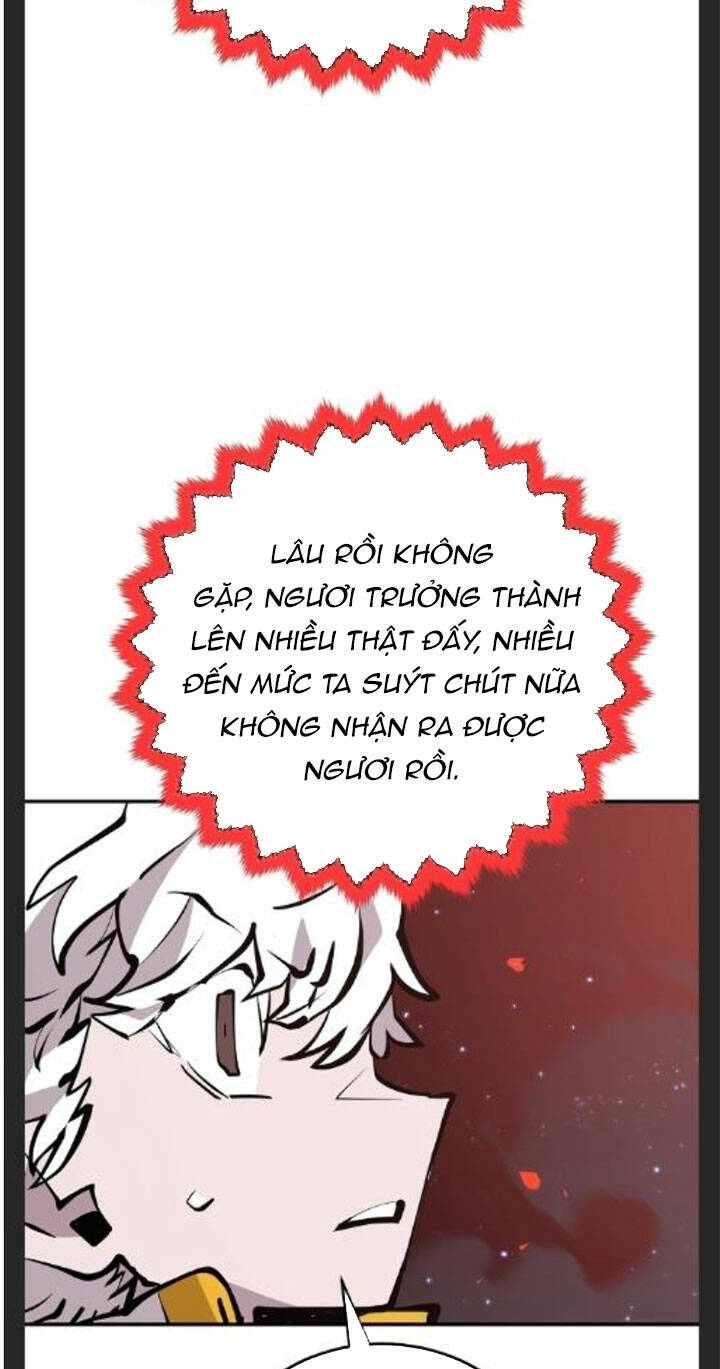 LÂU RỒI KHÔNG
GẶP, NGƯƠI TRƯỞNG THÀNH
LÊN NHIỀU THẬT ĐẤY, NHIỀU
ĐẾN MỨC TA SUÝT CHÚT NỮA
KHÔNG NHẬN RA ĐƯỢC
NGƯƠI RỒI.